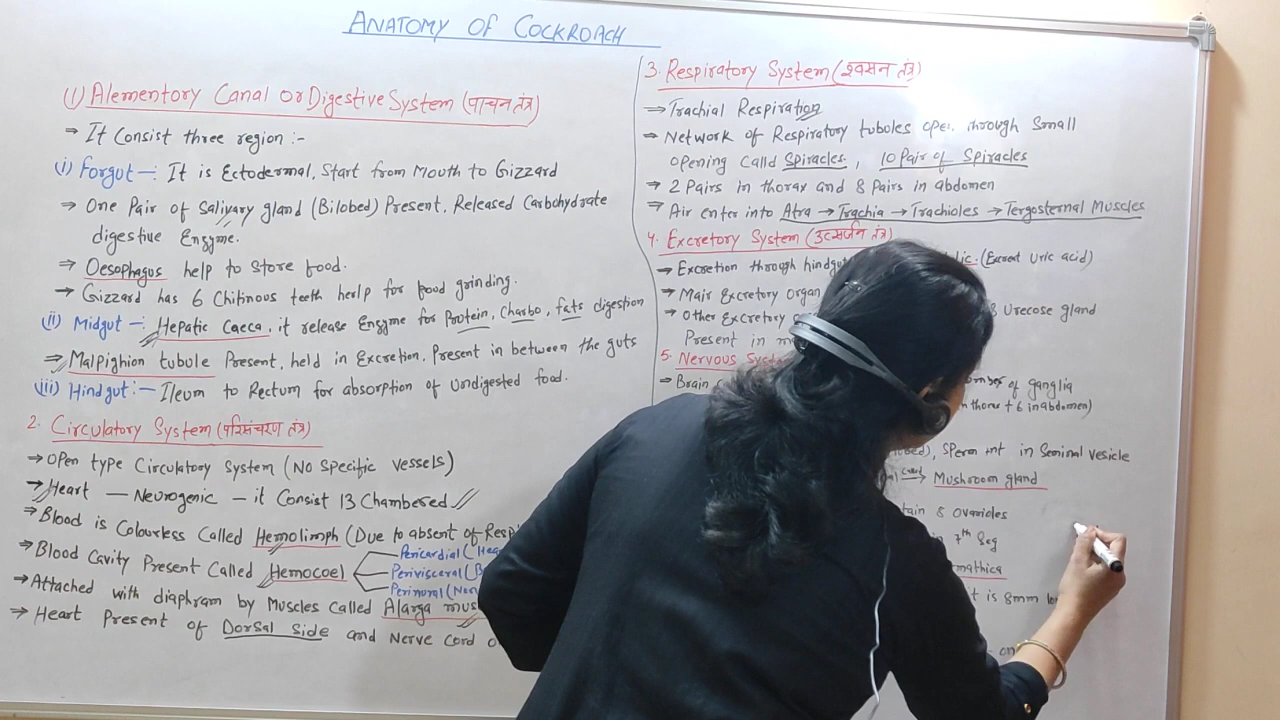 ANATOMY OF COCKROACH
(1) Alementory Canal or Digestive System (पाचन तंत्र)
→ It Consist three region :-
(i) Forgut —: It is Ectodermal, Start from Mouth to Gizzard
→ One Pair of Salivary gland (Bilobed) Present, Released Carbohydrate
digestive Enzyme.
→ Oesophagus help to store food.
→ Gizzard has 6 Chitinous teeth herlp for food grinding.
(ii) Midgut —: Hepatic Caeca, it release Enzyme for Protein, Charbo, fats digestion
→ Malpighion tubule Present, held in Excretion, Present in between the guts
(iii) Hindgut :— Ileum to Rectum for absorption of Undigested food.
2. Circulatory System (परिसंचरण तंत्र)
→ Open type Circulatory System (No Specific Vessels)
→ Heart — Neurogenic — it Consist 13 Chambered
→ Blood is Colourless Called Hemolimph (Due to absent of Resp
→ Blood Cavity Present Called Hemocoel
Pericardial (Hea
Perivisceral (B
Perinural (Ner
→ Attached with diaphram by Muscles Called Alarga mus
→ Heart Present of Dorsal Side and Nerve Cord o
3. Respiratory System (श्वसन तंत्र)
→ Trachial Respiration
→ Network of Respiratory tuboles open through Small
opening Called Spiracles, 10 Pair of Spiracles
→ 2 Pairs in thorax and 8 Pairs in abdomen
→ Air enter into Atra → Trachia → Trachioles → Tergosternal Muscles
4. Excretory System (उत्सर्जन तंत्र)
→ Excretion through hindgut lic. (Excreat Uric acid)
→ Mair Excretory Organ
→ Other Excretory & Urecose gland
Present in m
5. Nervous Syste
→ Brain of ganglia
n thorax + 6 in abdomen)
bed), Sperm int in Seminal vesicle
Called → Mushroom gland
tain 8 Ovarioles
7th Seg
mathica
t is 8mm lo